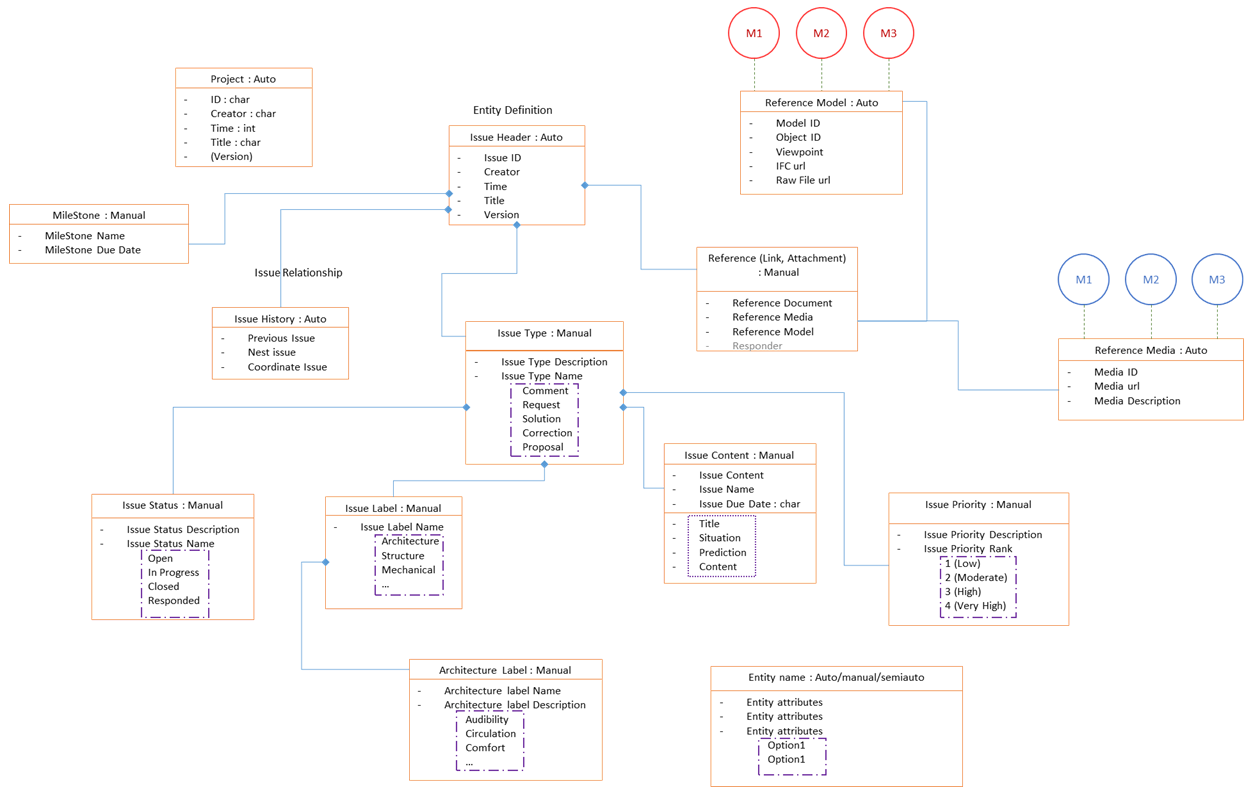 M1
M2
M3
Project : Auto
- ID : char
- Creator : char
- Time : int
- Title : char
- (Version)
Entity Definition
Issue Header : Auto
- Issue ID
- Creator
- Time
- Title
- Version
Reference Model : Auto
- Model ID
- Object ID
- Viewpoint
- IFC url
- Raw File url
MileStone : Manual
- MileStone Name
- MileStone Due Date
Issue Relationship
Reference (Link, Attachment)
: Manual
- Reference Document
- Reference Media
- Reference Model
- Responder
M1
M2
M3
Issue History : Auto
- Previous Issue
- Nest issue
- Coordinate Issue
Issue Type : Manual
- Issue Type Description
- Issue Type Name
Comment
Request
Solution
Correction
Proposal
Reference Media : Auto
- Media ID
- Media url
- Media Description
Issue Content : Manual
- Issue Content
- Issue Name
- Issue Due Date : char
- Title
- Situation
- Prediction
- Content
Issue Status : Manual
- Issue Status Description
- Issue Status Name
Open
In Progress
Closed
Responded
Issue Label : Manual
- Issue Label Name
Architecture
Structure
Mechanical
...
Issue Priority : Manual
- Issue Priority Description
- Issue Priority Rank
1 (Low)
2 (Moderate)
3 (High)
4 (Very High)
Architecture Label : Manual
- Architecture label Name
- Architecture label Description
Audibility
Circulation
Comfort
...
Entity name : Auto/manual/semiauto
- Entity attributes
- Entity attributes
- Entity attributes
Option1
Option1